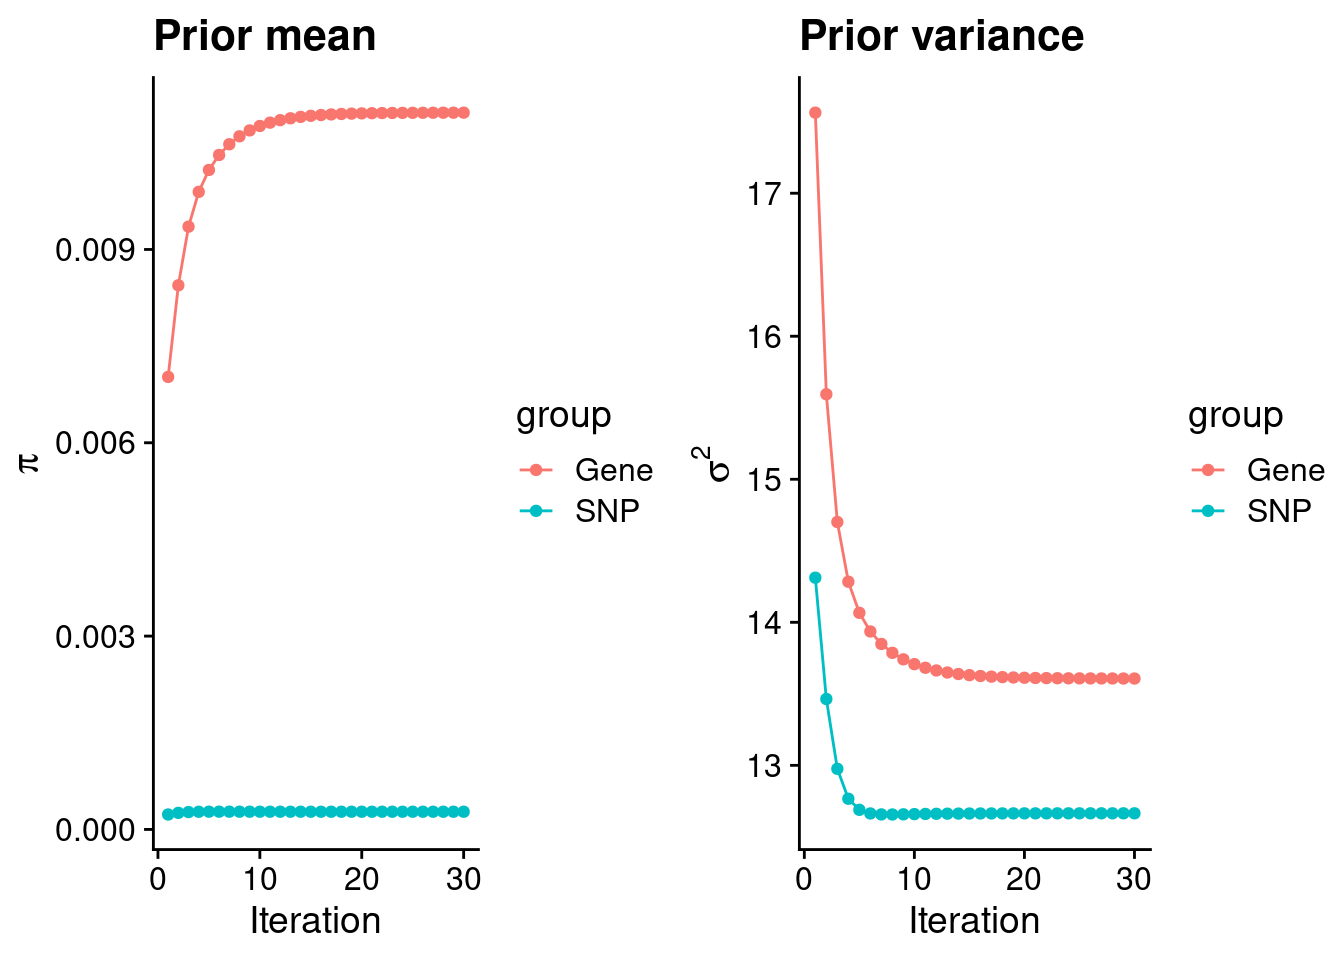 Prior mean
π
0.009
0.006
0.003
0.000
0 10 20 30
Iteration
group
Gene
SNP
Prior variance
σ²
17
16
15
14
13
0 10 20 30
Iteration
group
Gene
SNP